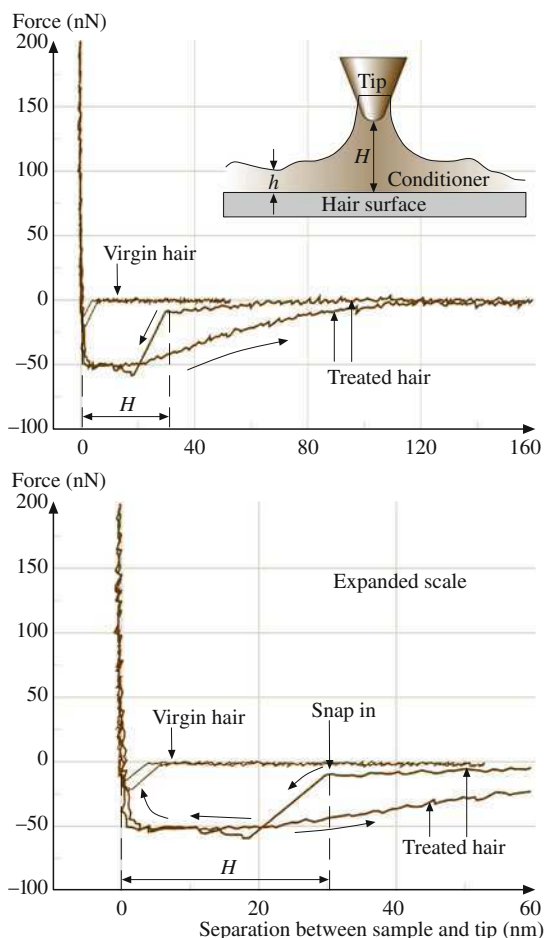 Force (nN)
200
150
100
50
0
−50
−100
Tip
H
h
Conditioner
Hair surface
Virgin hair
Treated hair
H
0
40
80
120
160
Force (nN)
200
150
100
50
0
−50
−100
Expanded scale
Virgin hair
Snap in
Treated hair
H
0
20
40
60
Separation between sample and tip (nm)